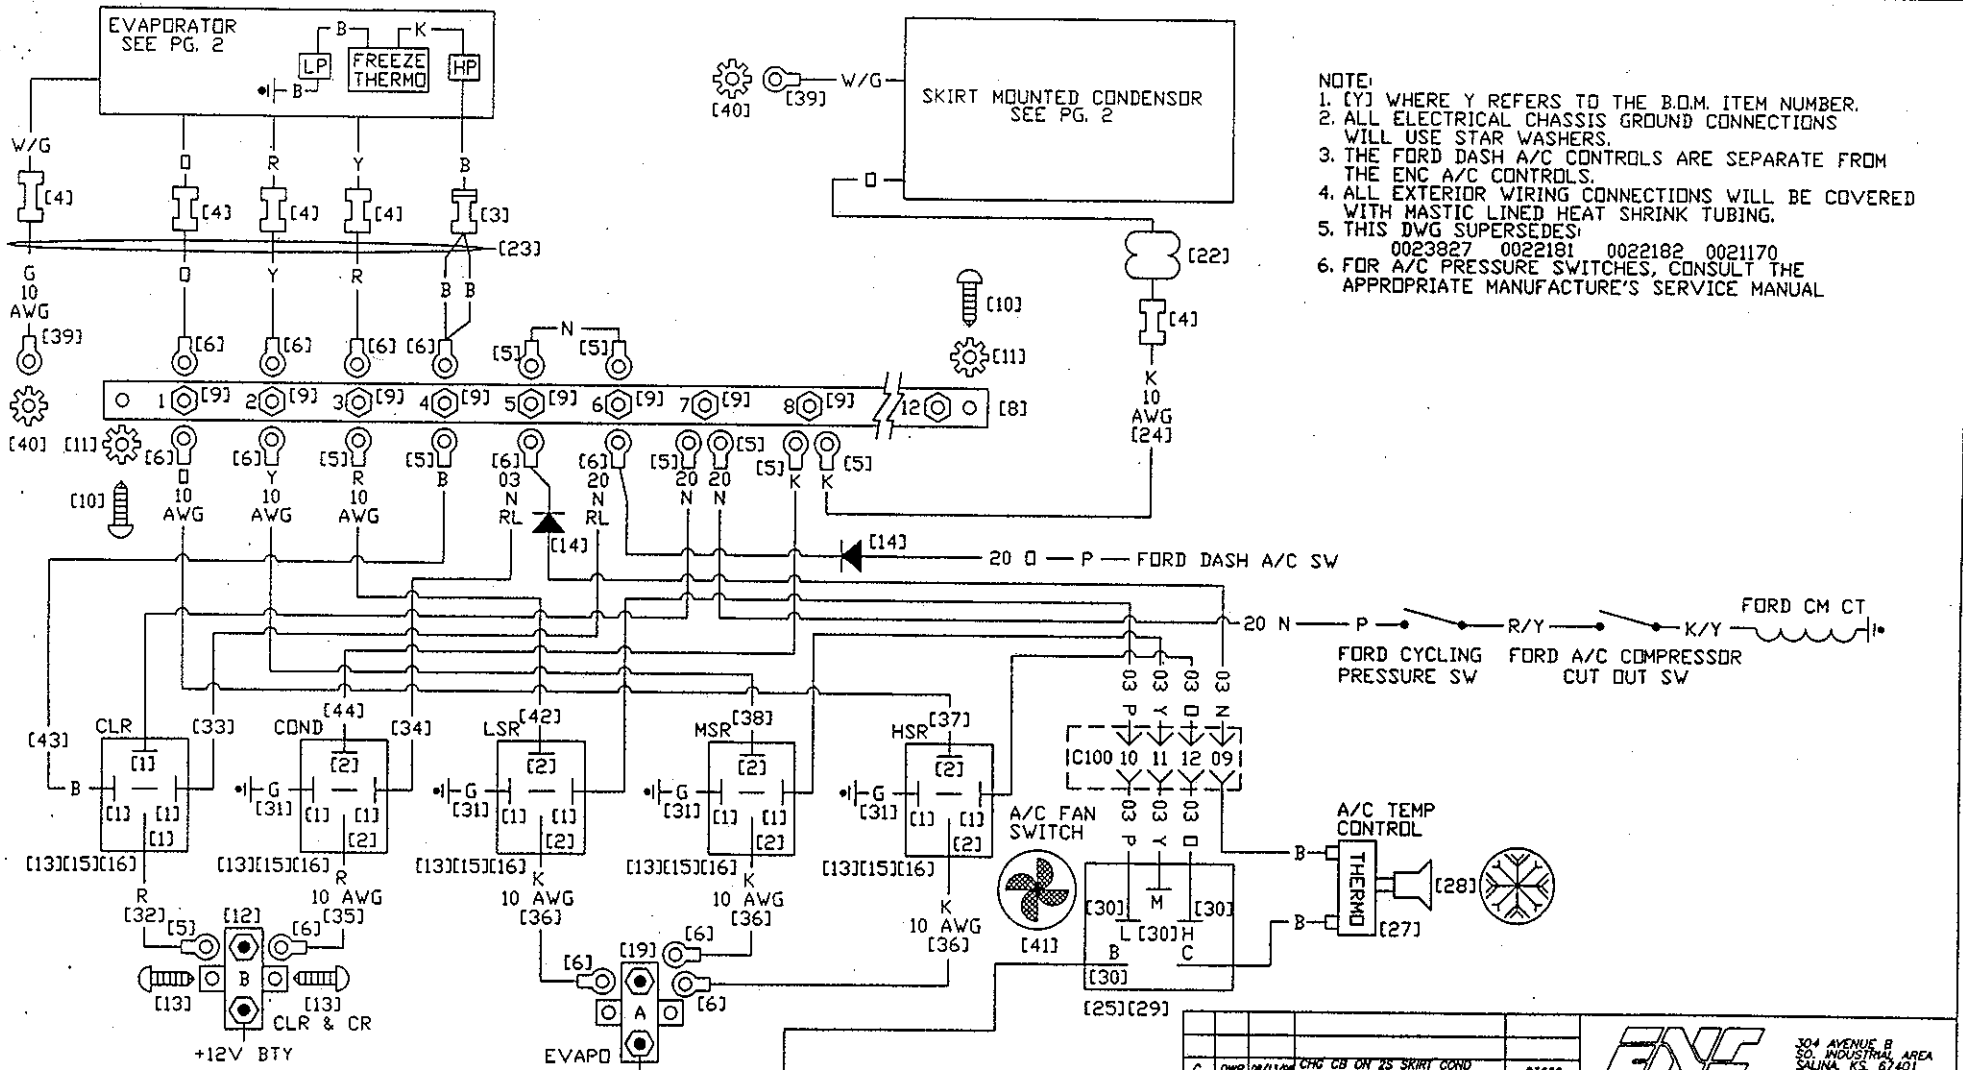 EVAPORATOR
SEE PG. 2
B
K
LP
FREEZE
THERMO
HP
B
W/G
O
R
Y
B
[4]
[4]
[4]
[4]
[3]
[23]
G
10
AWG
O
Y
R
B
B
[39]
[6]
[6]
[6]
[6]
[5]
N
[5]
[40]
[39]
W/G
SKIRT MOUNTED CONDENSOR
SEE PG. 2
O
[22]
[10]
[4]
[11]
K
10
AWG
[24]
NOTE:
1. [Y] WHERE Y REFERS TO THE B.O.M. ITEM NUMBER.
2. ALL ELECTRICAL CHASSIS GROUND CONNECTIONS
WILL USE STAR WASHERS.
3. THE FORD DASH A/C CONTROLS ARE SEPARATE FROM
THE ENC A/C CONTROLS.
4. ALL EXTERIOR WIRING CONNECTIONS WILL BE COVERED
WITH MASTIC LINED HEAT SHRINK TUBING.
5. THIS DWG SUPERSEDES:
0023827 0022181 0022182 0021170
6. FOR A/C PRESSURE SWITCHES, CONSULT THE
APPROPRIATE MANUFACTURE'S SERVICE MANUAL
1 [9] 2 [9] 3 [9] 4 [9] 5 [9] 6 [9] 7 [9] 8 [9] 12 [8]
[40]
[11]
[10]
[6]
[6]
[5]
[5]
[6]
[6]
[5]
[5]
[5]
[5]
O
10
AWG
Y
10
AWG
R
10
AWG
B
03
N
RL
20
N
RL
20
N
20
N
K
K
[14]
[14]
20 O P FORD DASH A/C SW
20 N P R/Y K/Y
FORD CM CT
FORD CYCLING
PRESSURE SW
FORD A/C COMPRESSOR
CUT OUT SW
03 03 03 03
P Y O N
C100 10 11 12 09
03 03 03
P Y O
CLR
[43]
[33]
B
[1]
[1] [1]
[1]
[13][15][16]
COND
[44]
[34]
G
[31]
[2]
[1] [1]
[2]
[13][15][16]
LSR
[42]
G
[31]
[2]
[1] [1]
[2]
[13][15][16]
MSR
[38]
G
[31]
[2]
[1] [1]
[2]
[13][15][16]
HSR
[37]
G
[31]
[2]
[1] [1]
[2]
[13][15][16]
R
[32]
R
10 AWG
[35]
K
10 AWG
[36]
K
10 AWG
[36]
K
10 AWG
[36]
[5]
[12]
[6]
B
[13]
[13]
CLR & CR
+12V BTY
[6]
[19]
[6]
[6]
A
EVAPO
A/C FAN
SWITCH
[41]
[30]
M
[30]
L [30] H
B
[30]
C
[25][29]
A/C TEMP
CONTROL
B
THERMO
B
[28]
[27]
C DWR CHG CB ON 2S SKIRT COND
ENC
304 AVENUE B
SO. INDUSTRIAL AREA
SALINA, KS. 67401